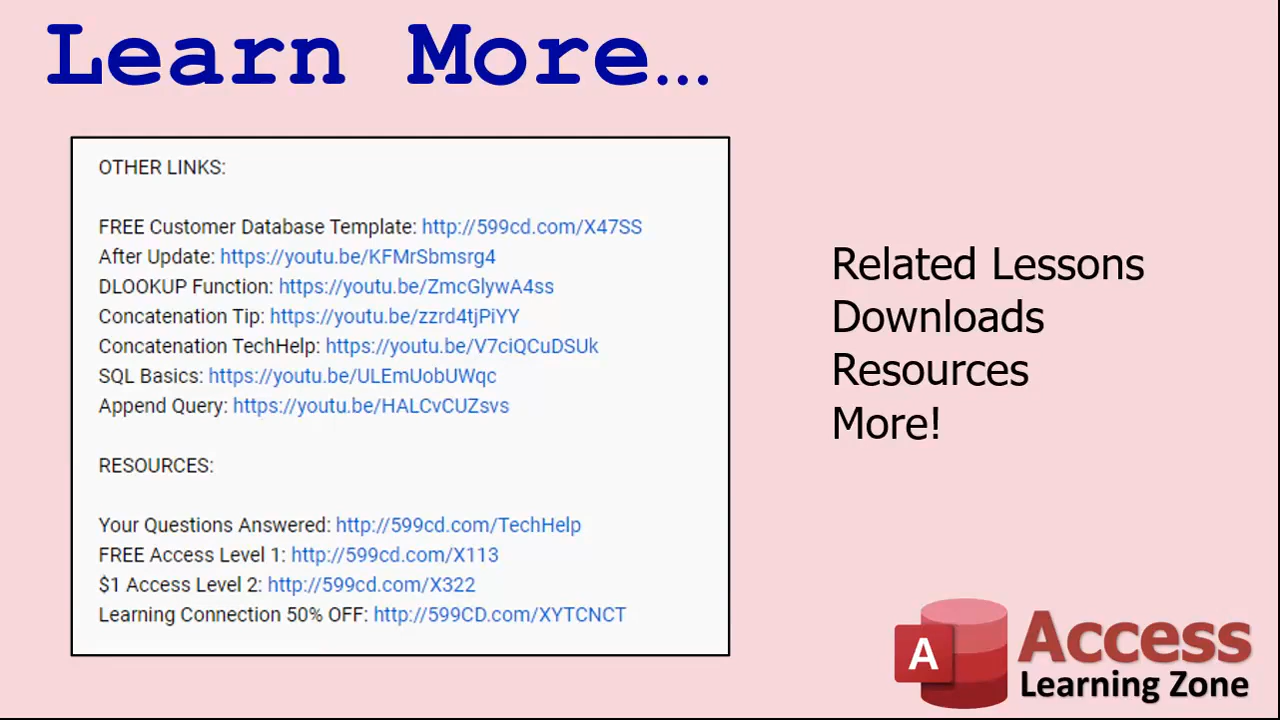 Learn More...
OTHER LINKS:
FREE Customer Database Template: http://599cd.com/X47SS
After Update: https://youtu.be/KFMrSbmsrg4
DLOOKUP Function: https://youtu.be/ZmcGlywA4ss
Concatenation Tip: https://youtu.be/zzrd4tjPiYY
Concatenation TechHelp: https://youtu.be/V7ciQCuDSUk
SQL Basics: https://youtu.be/ULEmUobUWqc
Append Query: https://youtu.be/HALCvCUZsvs
RESOURCES:
Your Questions Answered: http://599cd.com/TechHelp
FREE Access Level 1: http://599cd.com/X113
$1 Access Level 2: http://599cd.com/X322
Learning Connection 50% OFF: http://599CD.com/XYTCNCT
Related Lessons
Downloads
Resources
More!
A
Access
Learning Zone